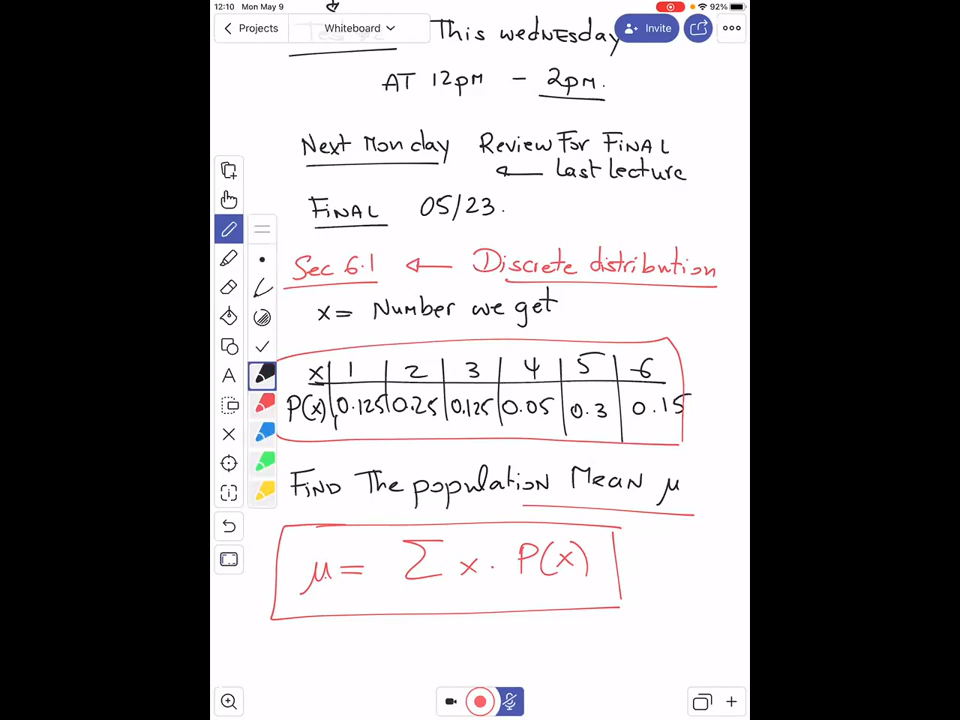 12:10 Mon May 9
92%
Projects
Whiteboard
Invite
This wedNEsday
AT 12pm - 2pm.
Next Monday Review For FINAL
← last lecture
FINAL 05/23.
Sec 6.1 ← Discrete distribution
x = Number we get
x 1 2 3 4 5 6
P(x) 0.125 0.25 0.125 0.05 0.3 0.15
FIND The population MEAN μ
μ = Σ x · P(x)
A